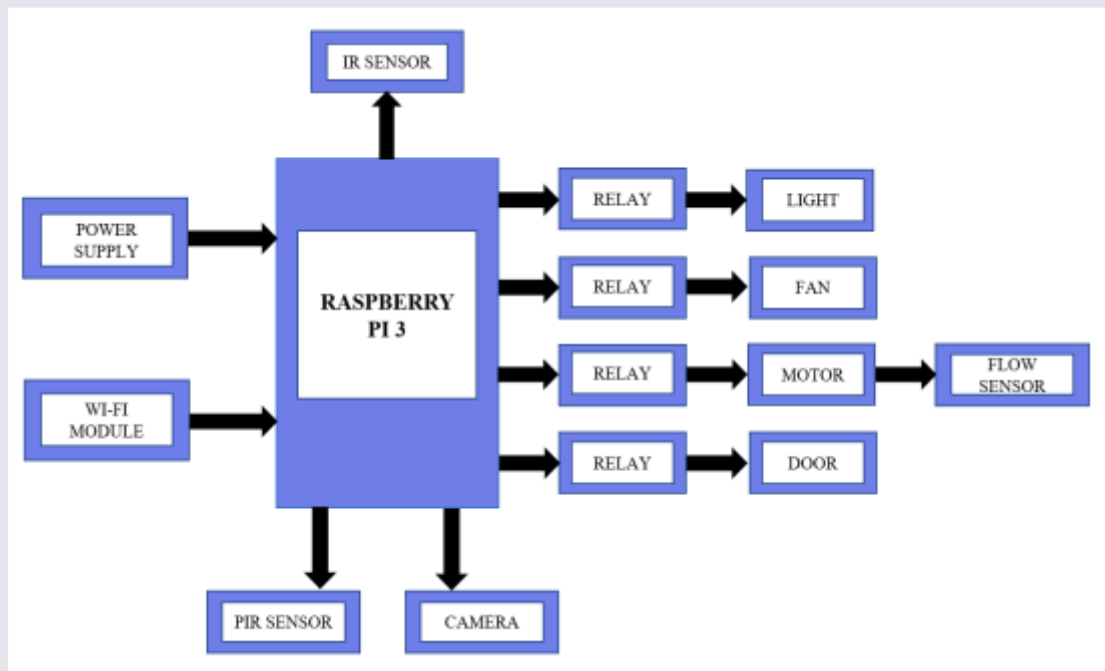 IR SENSOR
POWER
SUPPLY
RASPBERRY
PI 3
WI-FI
MODULE
RELAY
LIGHT
RELAY
FAN
RELAY
MOTOR
FLOW
SENSOR
RELAY
DOOR
PIR SENSOR
CAMERA